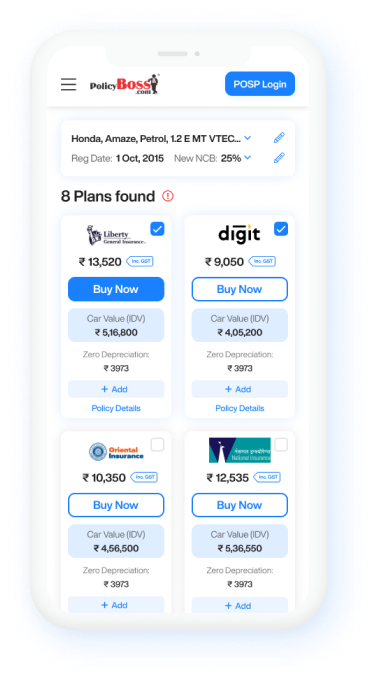 PolicyBoss
.com
POSP Login
Honda, Amaze, Petrol, 1.2 E MT VTEC...
Reg Date: 1 Oct, 2015 New NCB: 25%
8 Plans found
Liberty
General Insurance.
₹ 13,520 Inc. GST
Buy Now
Car Value (IDV)
₹ 5,16,800
Zero Depreciation:
₹ 3973
+ Add
Policy Details
digit
₹ 9,050 Inc. GST
Buy Now
Car Value (IDV)
₹ 4,05,200
Zero Depreciation:
₹ 3973
+ Add
Policy Details
Oriental
Insurance
₹ 10,350 Inc. GST
Buy Now
Car Value (IDV)
₹ 4,56,500
Zero Depreciation:
₹ 3973
+ Add
नेशनल इन्श्योरेन्स
National Insurance
₹ 12,535 Inc. GST
Buy Now
Car Value (IDV)
₹ 5,36,550
Zero Depreciation:
₹ 3973
+ Add